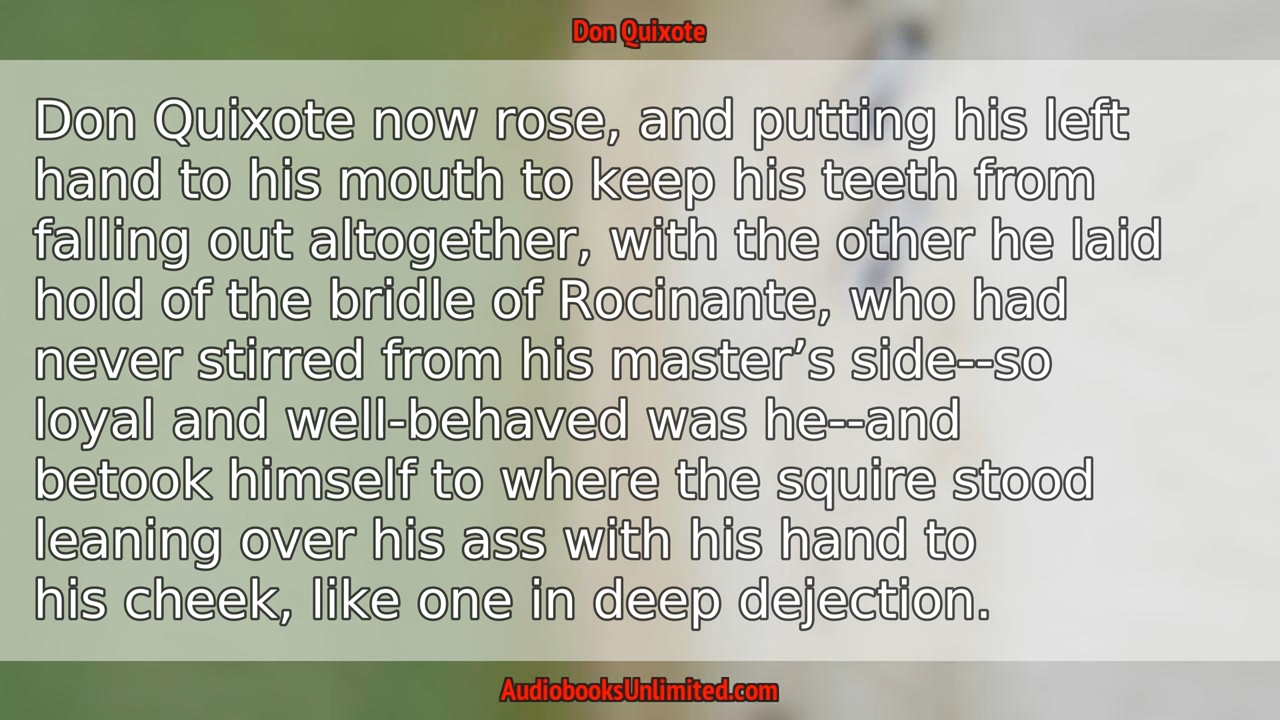 Don Quixote
Don Quixote now rose, and putting his left
hand to his mouth to keep his teeth from
falling out altogether, with the other he laid
hold of the bridle of Rocinante, who had
never stirred from his master’s side--so
loyal and well-behaved was he--and
betook himself to where the squire stood
leaning over his ass with his hand to
his cheek, like one in deep dejection.
AudiobooksUnlimited.com